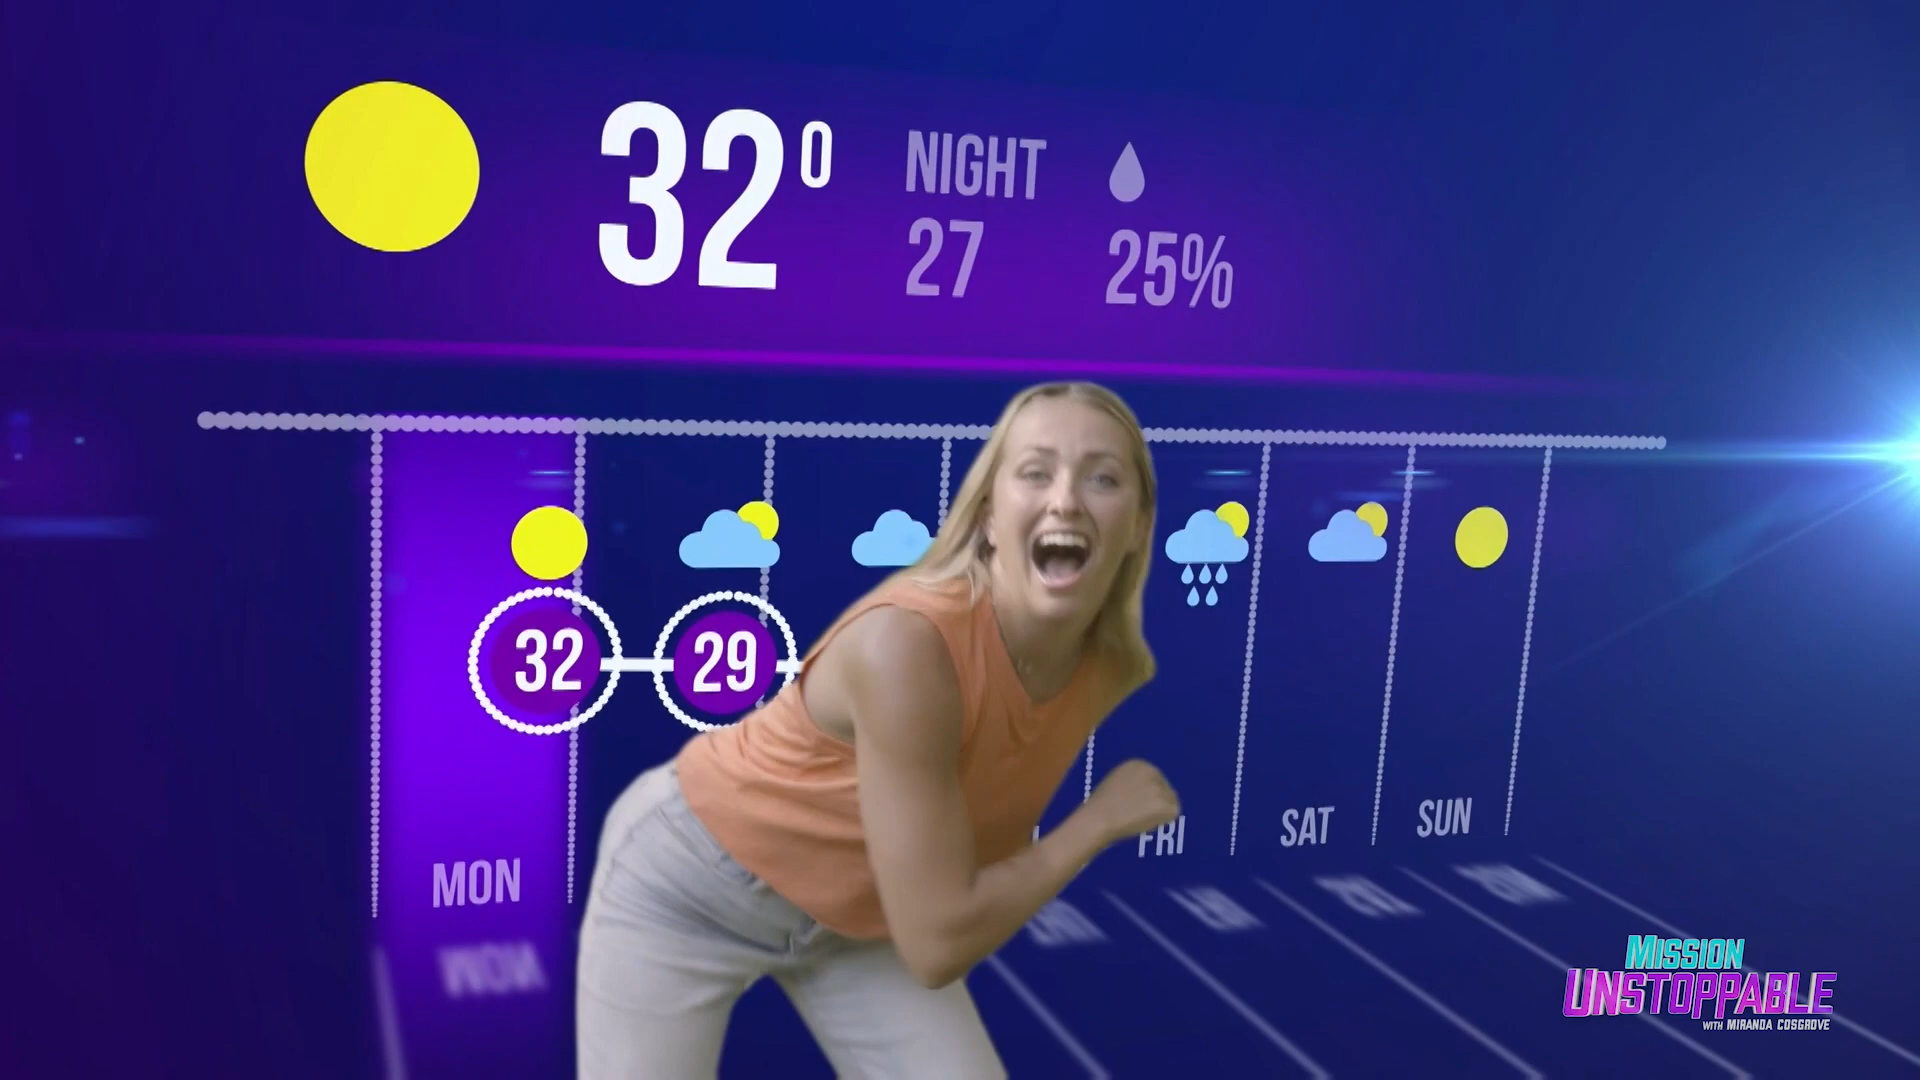 32°
NIGHT
27
25%
32
29
MON
FRI
SAT
SUN
MISSION
UNSTOPPABLE
WITH MIRANDA COSGROVE